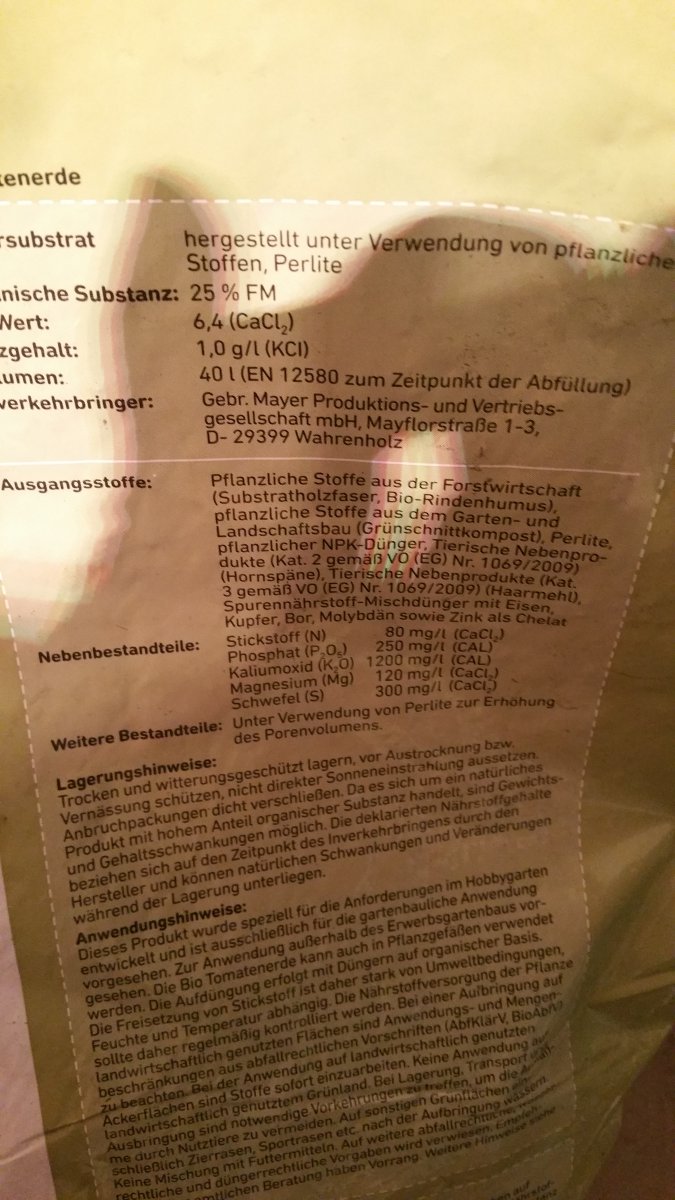 tenerde
rsubstrat hergestellt unter Verwendung von pflanzliche
Stoffen, Perlite
nische Substanz: 25 % FM
Wert: 6,4 (CaCl₂)
zgehalt: 1,0 g/l (KCl)
umen: 40 l (EN 12580 zum Zeitpunkt der Abfüllung)
verkehrbringer: Gebr. Mayer Produktions- und Vertriebs-
gesellschaft mbH, Mayflorstraße 1-3,
D- 29399 Wahrenholz
Ausgangsstoffe: Pflanzliche Stoffe aus der Forstwirtschaft
(Substratholzfaser, Bio-Rindenhumus),
pflanzliche Stoffe aus dem Garten- und
Landschaftsbau (Grünschnittkompost), Perlite,
pflanzlicher NPK-Dünger, Tierische Nebenpro-
dukte (Kat. 2 gemäß VO (EG) Nr. 1069/2009)
(Hornspäne), Tierische Nebenprodukte (Kat.
3 gemäß VO (EG) Nr. 1069/2009) (Haarmehl),
Spurennährstoff-Mischdünger mit Eisen,
Kupfer, Bor, Molybdän sowie Zink als Chelat
Nebenbestandteile: Stickstoff (N) 80 mg/l (CaCl₂)
Phosphat (P₂O₅) 250 mg/l (CAL)
Kaliumoxid (K₂O) 1200 mg/l (CAL)
Magnesium (Mg) 120 mg/l (CaCl₂)
Schwefel (S) 300 mg/l (CaCl₂)
Weitere Bestandteile: Unter Verwendung von Perlite zur Erhöhung
des Porenvolumens.
Lagerungshinweise:
Trocken und witterungsgeschützt lagern, vor Austrocknung bzw.
Vernässung schützen, nicht direkter Sonneneinstrahlung aussetzen.
Anbruchpackungen dicht verschließen. Da es sich um ein natürliches
Produkt mit hohem Anteil organischer Substanz handelt, sind Gewichts-
und Gehaltsschwankungen möglich. Die deklarierten Nährstoffgehalte
beziehen sich auf den Zeitpunkt des Inverkehrbringens durch den
Hersteller und können natürlichen Schwankungen und Veränderungen
während der Lagerung unterliegen.
Anwendungshinweise:
Dieses Produkt wurde speziell für die Anforderungen im Hobbygarten
entwickelt und ist ausschließlich für die gartenbauliche Anwendung
vorgesehen. Zur Anwendung außerhalb des Erwerbsgartenbaus vor-
gesehen. Die Bio Tomatenerde kann auch in Pflanzgefäßen verwendet
werden. Die Aufdüngung erfolgt mit Düngern auf organischer Basis.
Die Freisetzung von Stickstoff ist daher stark von Umweltbedingungen,
Feuchte und Temperatur abhängig. Die Nährstoffversorgung der Pflanze
sollte daher regelmäßig kontrolliert werden. Bei einer Aufbringung auf
landwirtschaftlich genutzten Flächen sind Anwendungs- und Mengen-
beschränkungen aus abfallrechtlichen Vorschriften (AbfKlärV, BioAbfV)
zu beachten. Bei der Anwendung auf landwirtschaftlich genutzten
Ackerflächen sind Stoffe sofort einzuarbeiten. Keine Anwendung auf
landwirtschaftlich genutztem Grünland. Bei Lagerung, Transport und
Ausbringung sind notwendige Vorkehrungen zu treffen, um die
me durch Nutztiere zu vermeiden. Auf sonstigen Grünflächen ein-
schließlich Zierrasen, Sportrasen etc. nach der Aufbringung wässern.
Keine Mischung mit Futtermitteln. Auf weitere abfallrechtliche,
rechtliche und düngerrechtliche Vorgaben wird verwiesen.
amtlichen Beratung haben Vorrang. Weitere Hinweise siehe